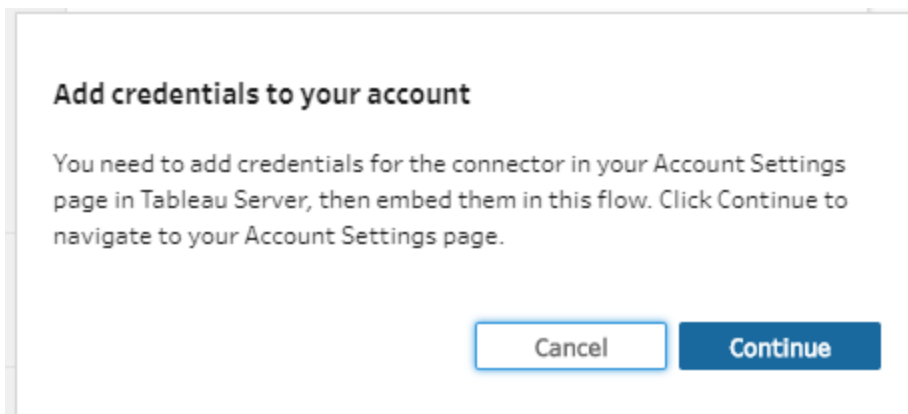 Add credentials to your account
You need to add credentials for the connector in your Account Settings
page in Tableau Server, then embed them in this flow. Click Continue to
navigate to your Account Settings page.
Cancel
Continue